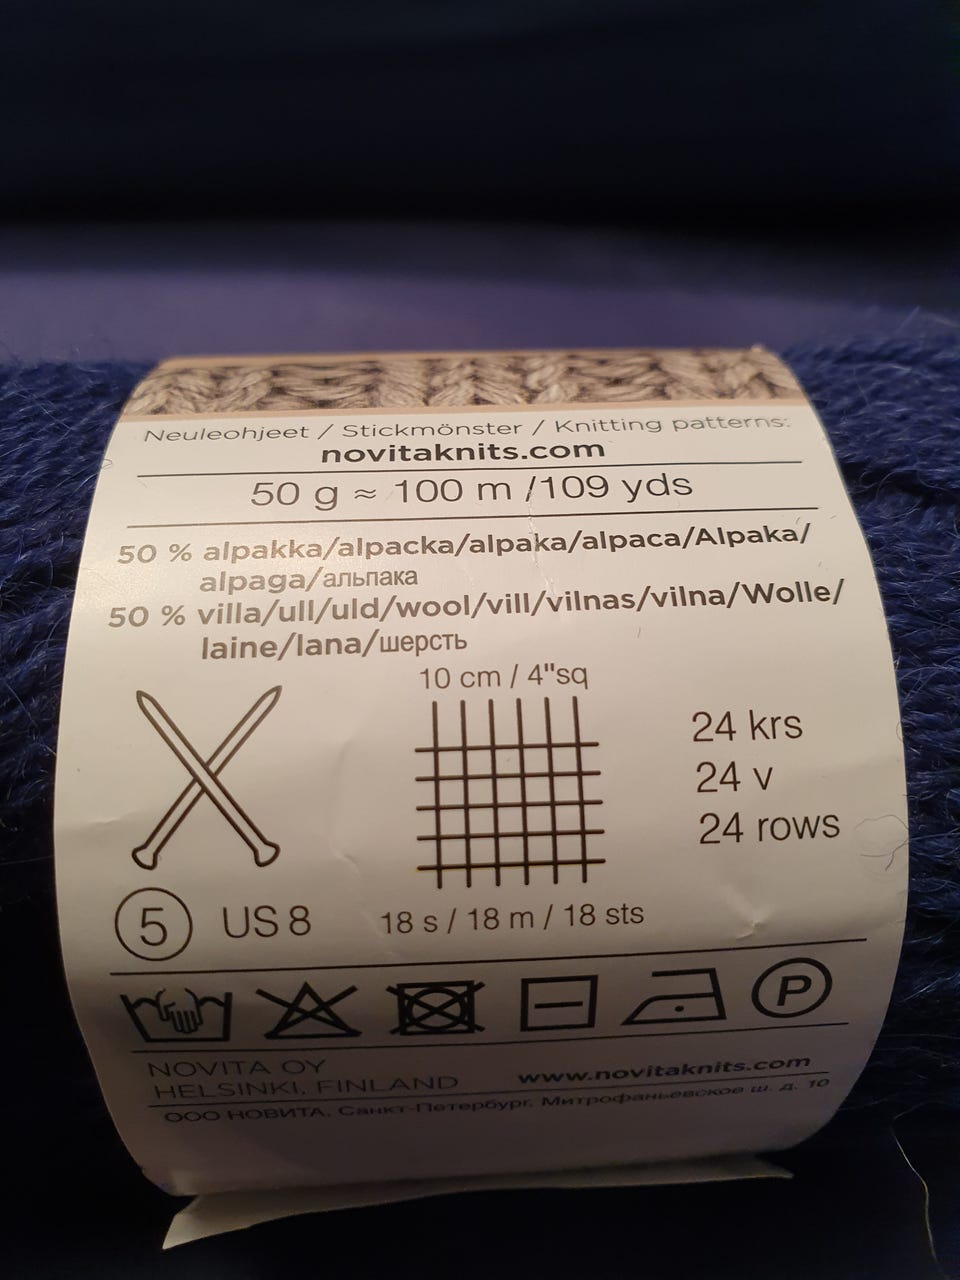 Neuleohjeet / Stickmönster / Knitting patterns:
novitaknits.com
50 g ≈ 100 m /109 yds
50 % alpakka/alpacka/alpaka/alpaca/Alpaka/
alpaga/альпака
50 % villa/ull/uld/wool/vill/vilnas/vilna/Wolle/
laine/lana/шерсть
10 cm / 4"sq
24 krs
24 v
24 rows
5 US 8
18 s / 18 m / 18 sts
P
NOVITA OY
HELSINKI, FINLAND
www.novitaknits.com
ООО НОВИТА, Санкт-Петербург, Митрофаньевское ш. д. 10